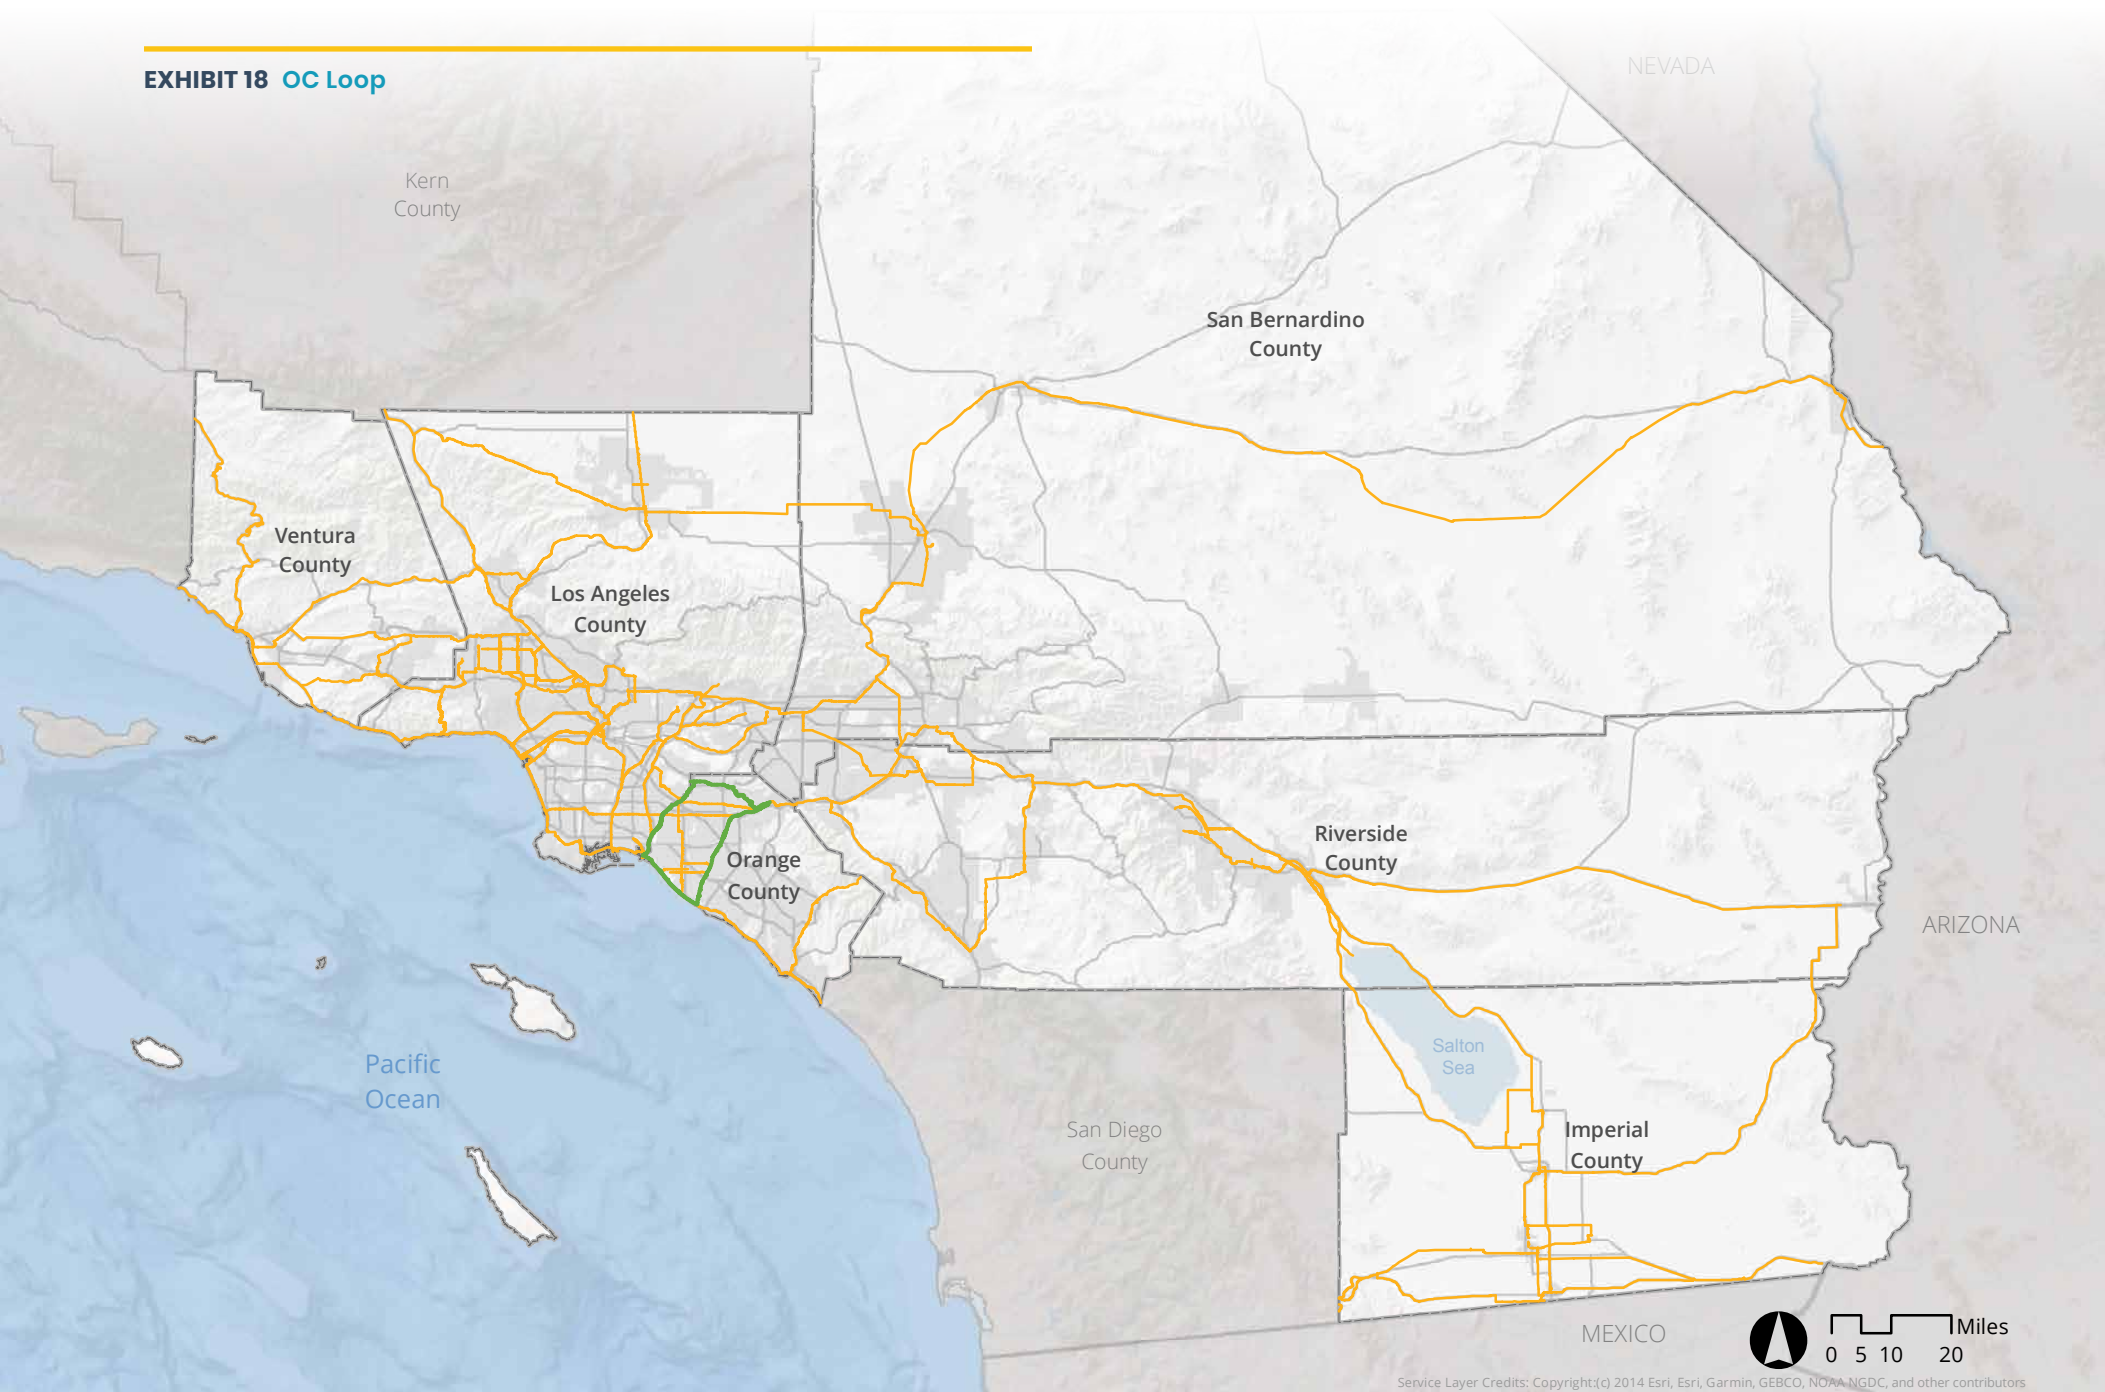 EXHIBIT 18 OC Loop
NEVADA
Kern
County
San Bernardino
County
Ventura
County
Los Angeles
County
Riverside
County
Orange
County
ARIZONA
Pacific
Ocean
Salton
Sea
San Diego
County
Imperial
County
MEXICO
Miles
0 5 10 20
Service Layer Credits: Copyright:(c) 2014 Esri, Esri, Garmin, GEBCO, NOAA NGDC, and other contributors